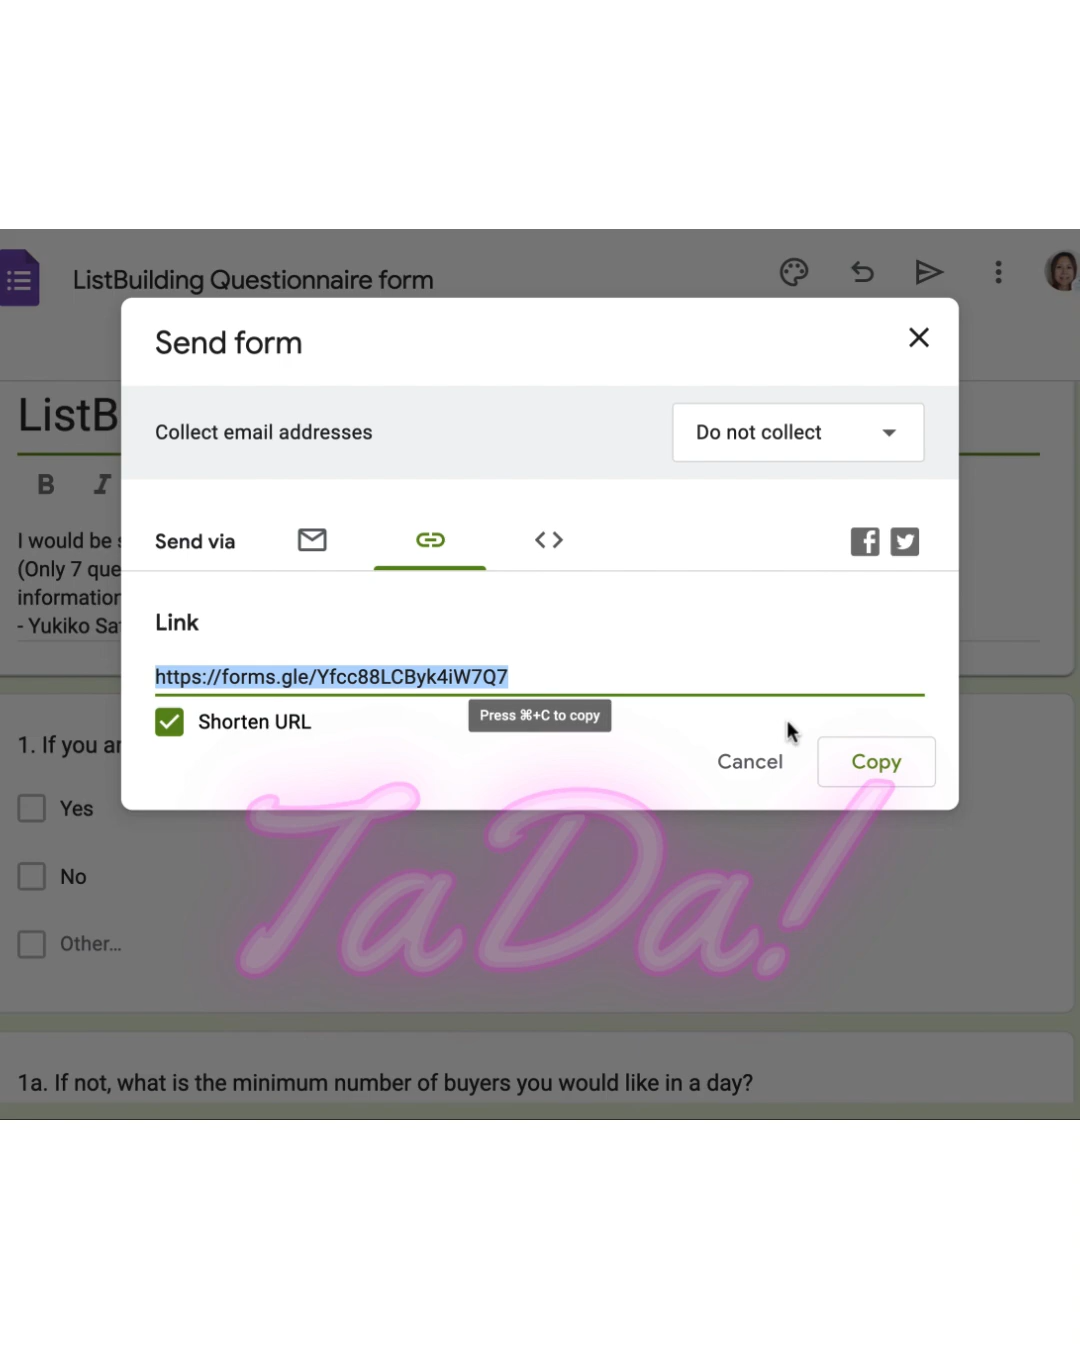 ListBuilding Questionnaire form
Send form
ListB
Collect email addresses
Do not collect
B I
Send via
I would be
(Only 7 que
information
- Yukiko Sa
Link
https://forms.gle/Yfcc88LCByk4iW7Q7
Shorten URL
Press ⌘+C to copy
1. If you ar
Cancel
Copy
Yes
TaDa!
No
Other...
1a. If not, what is the minimum number of buyers you would like in a day?